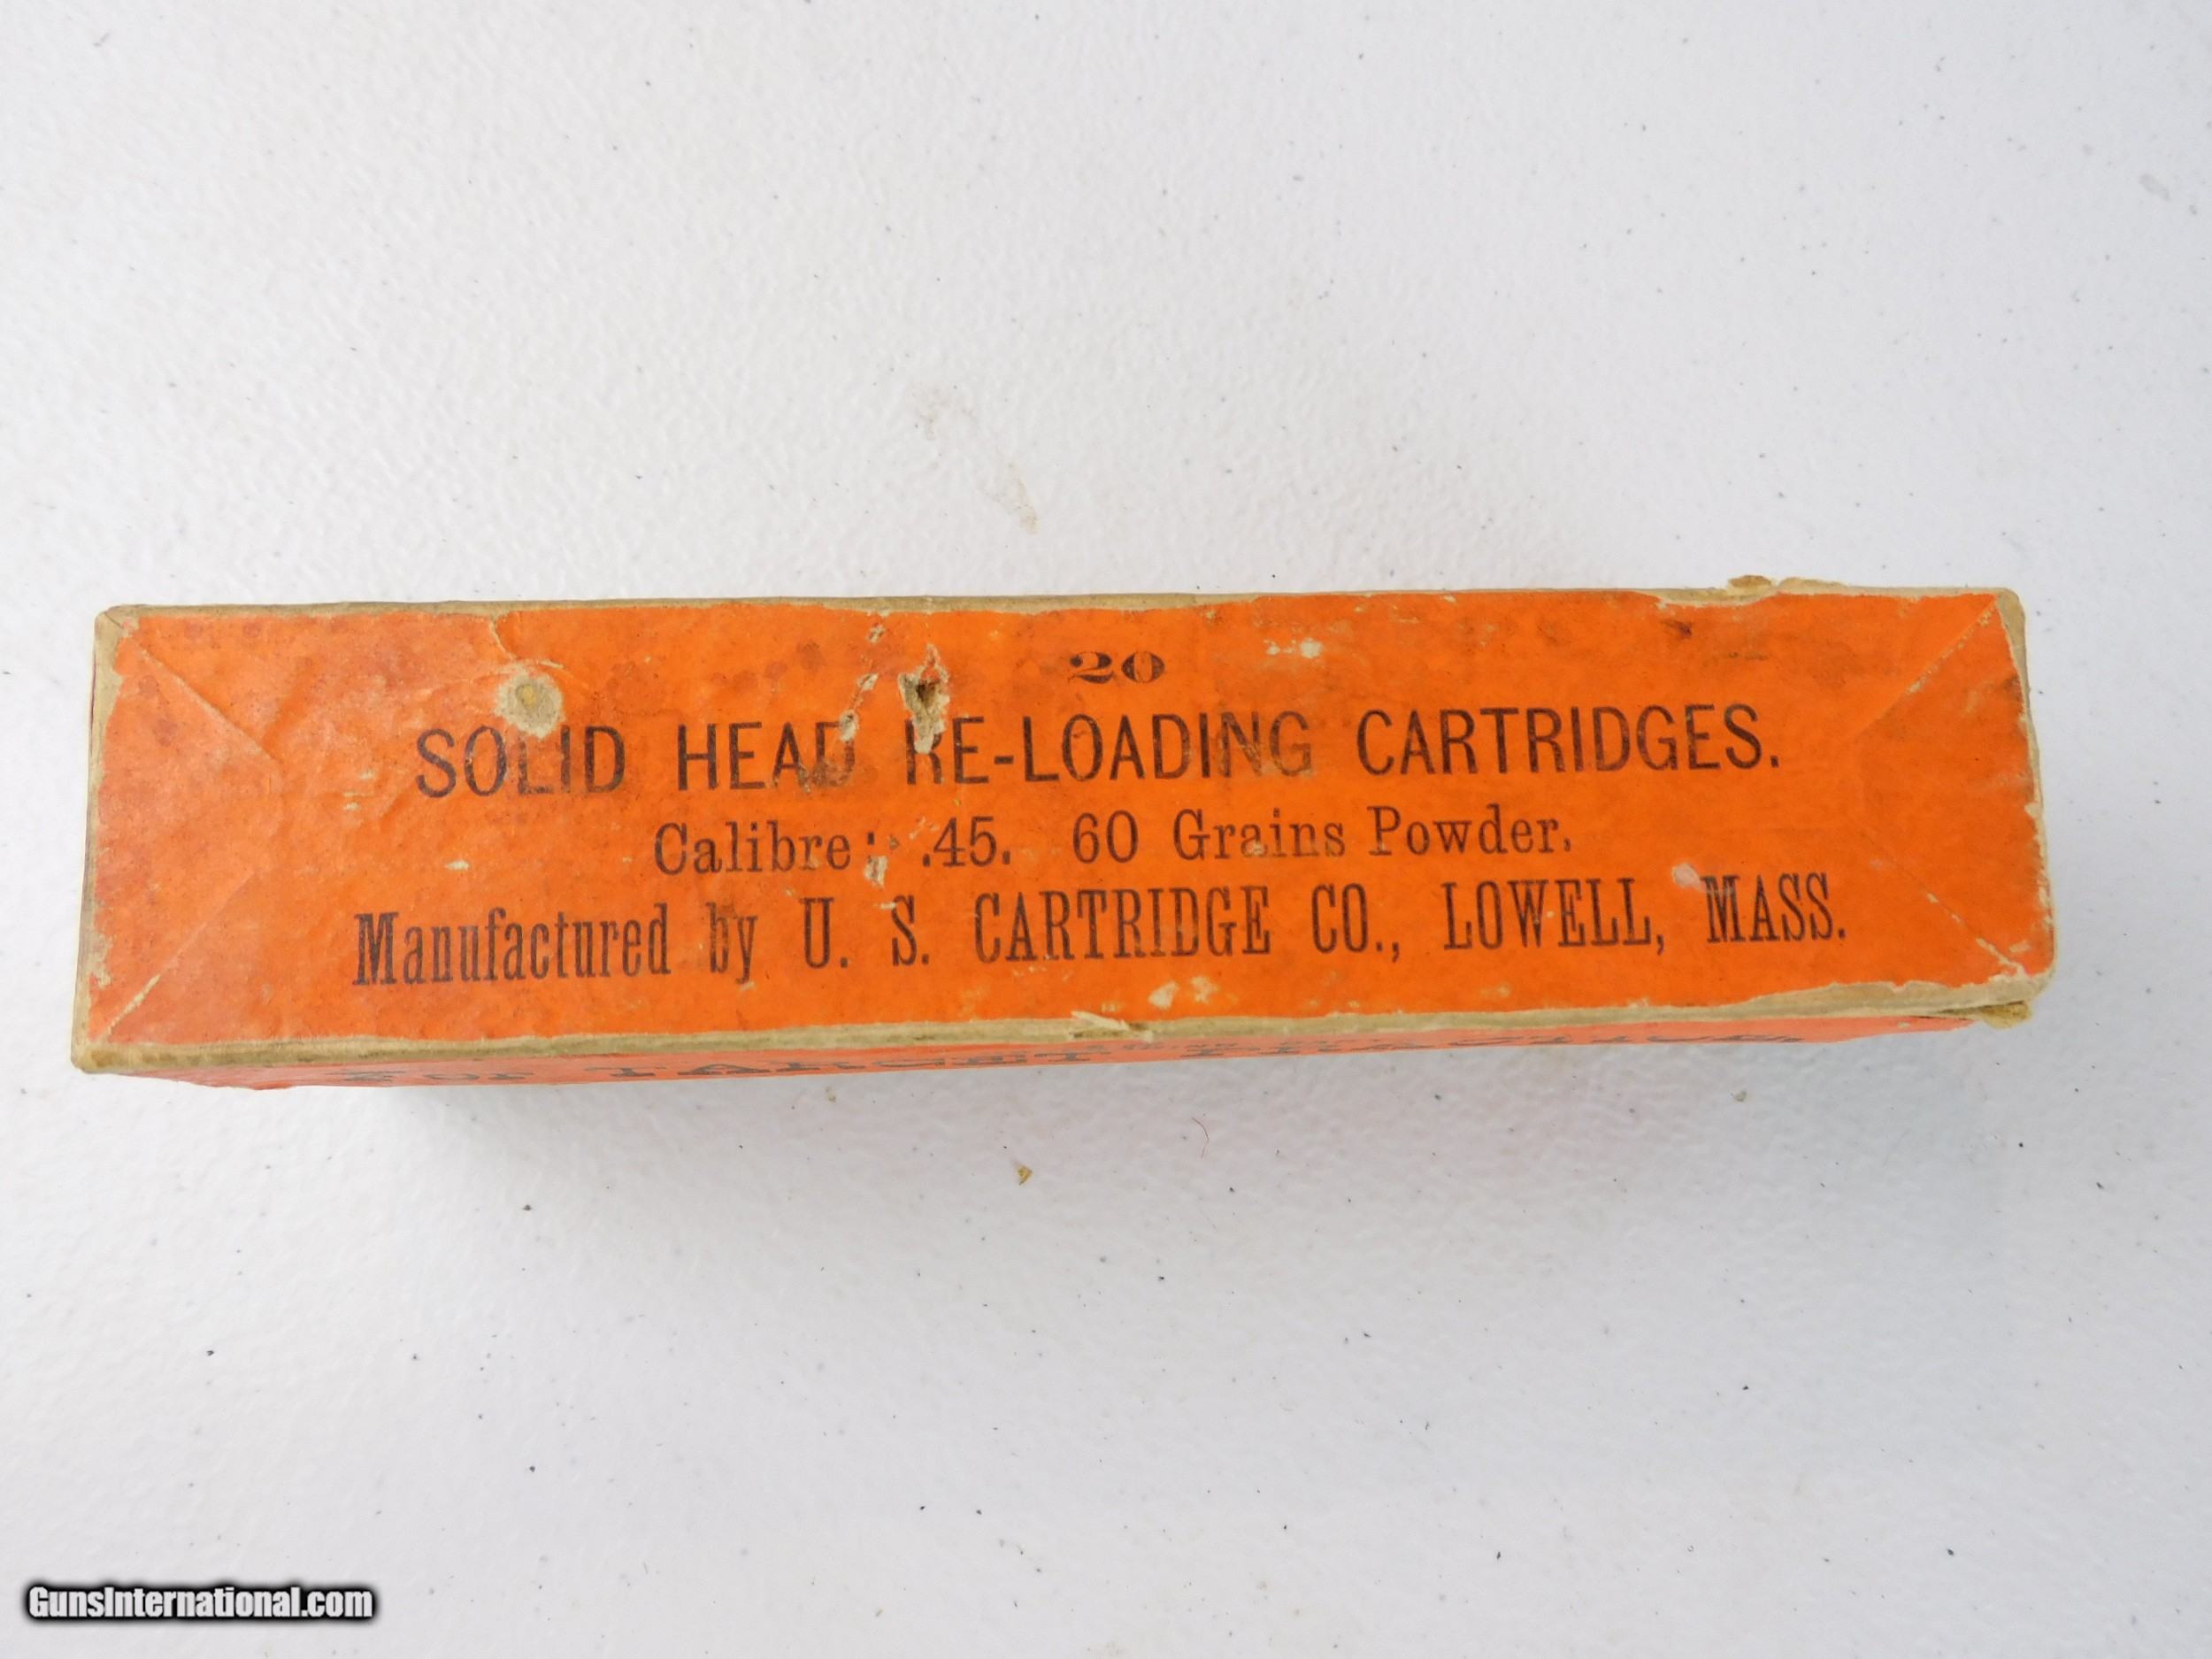 20
SOLID HEAD RE-LOADING CARTRIDGES.
Calibre: .45. 60 Grains Powder,
Manufactured by U. S. CARTRIDGE CO., LOWELL, MASS.
TARGET
GunsInternational.com